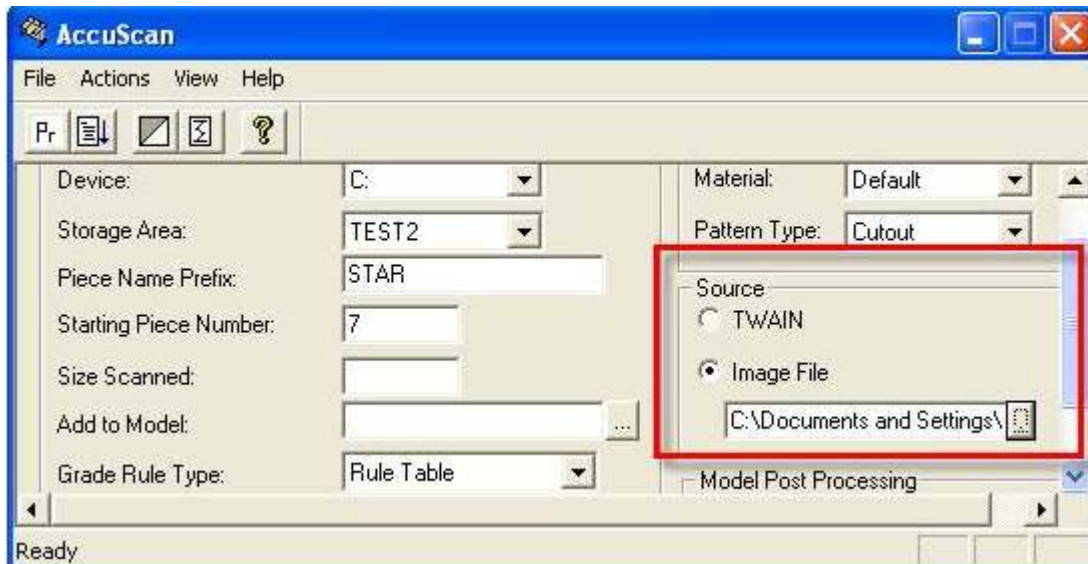 AccuScan
File Actions View Help
Pr
Device: C:
Storage Area: TEST2
Piece Name Prefix: STAR
Starting Piece Number: 7
Size Scanned:
Add to Model: ...
Grade Rule Type: Rule Table
Material: Default
Pattern Type: Cutout
Source
TWAIN
Image File
C:\Documents and Settings\
Model Post Processing
Ready